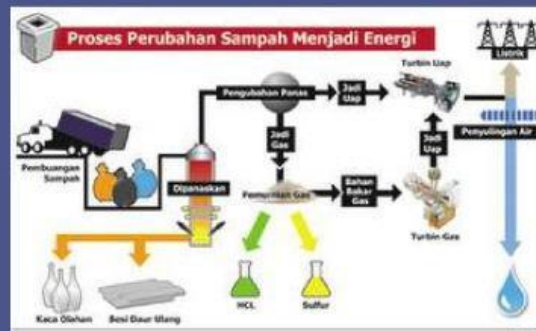 Proses Perubahan Sampah Menjadi Energi
Listrik
Turbin Uap
Pengubahan Panas
Jadi
Uap
Penyulingan Air
Jadi
Gas
Jadi
Uap
Pembuangan
Sampah
Dipanaskan
Pemurnian Gas
Bahan
Bakar
Gas
Turbin Gas
Kaca Olahan
Besi Daur Ulang
HCL
Sulfur